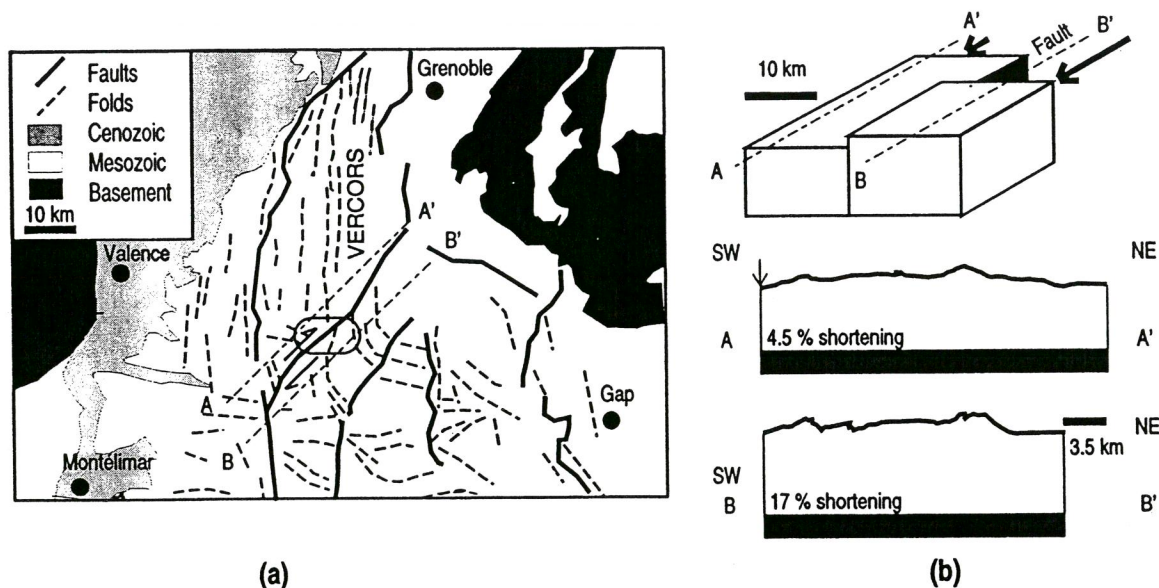 Faults
Folds
Cenozoic
Mesozoic
Basement
10 km
Grenoble
VERCORS
Valence
A'
B'
A
B
Gap
Montélimar
(a)
A'
B'
Fault
10 km
A
B
SW
NE
4.5 % shortening
A
A'
NE
3.5 km
SW
17 % shortening
B
B'
(b)